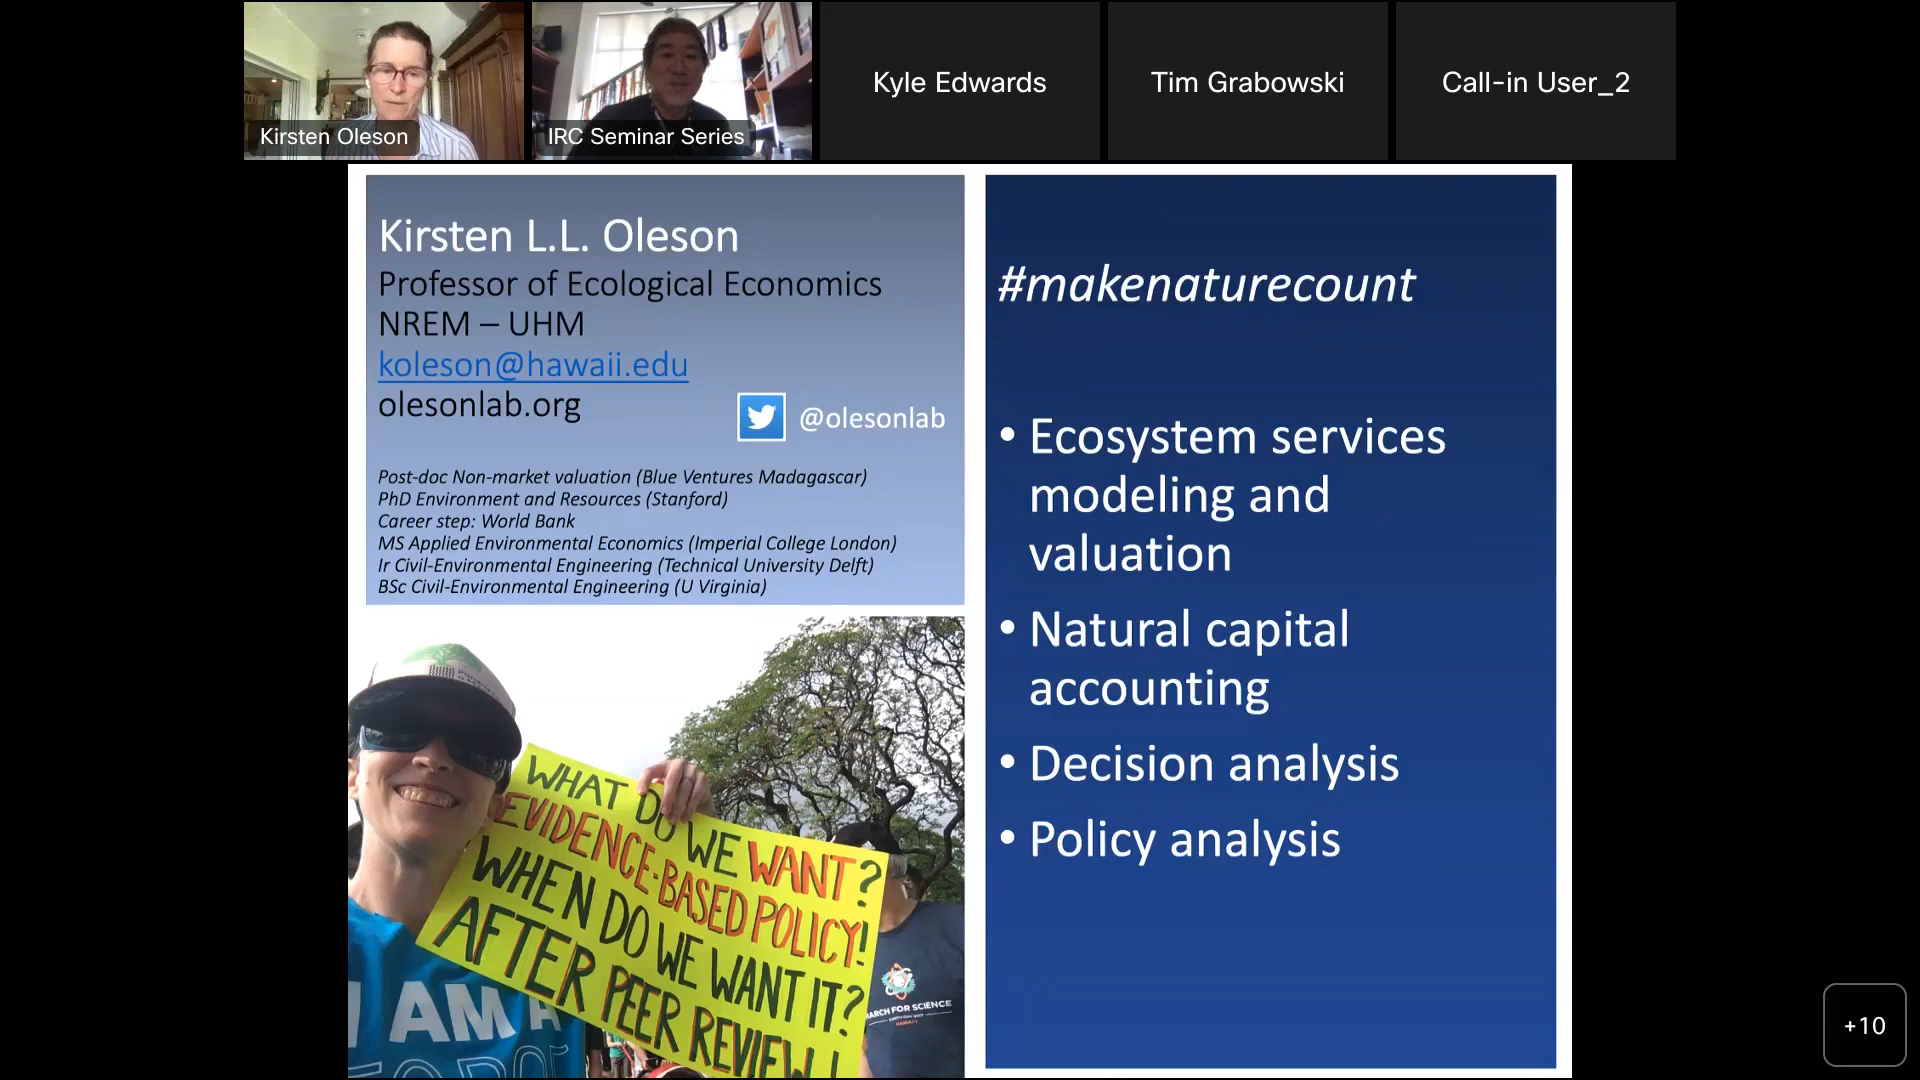 Kirsten Oleson
IRC Seminar Series
Kyle Edwards
Tim Grabowski
Call-in User_2
Kirsten L.L. Oleson
Professor of Ecological Economics
NREM – UHM
koleson@hawaii.edu
olesonlab.org
@olesonlab
Post-doc Non-market valuation (Blue Ventures Madagascar)
PhD Environment and Resources (Stanford)
Career step: World Bank
MS Applied Environmental Economics (Imperial College London)
Ir Civil-Environmental Engineering (Technical University Delft)
BSc Civil-Environmental Engineering (U Virginia)
#makenaturecount
• Ecosystem services
modeling and
valuation
• Natural capital
accounting
• Decision analysis
• Policy analysis
WHAT DO WE WANT?
EVIDENCE-BASED POLICY!
WHEN DO WE WANT IT?
AFTER PEER REVIEW!
I AM A
ARCH FOR SCIENCE
+10